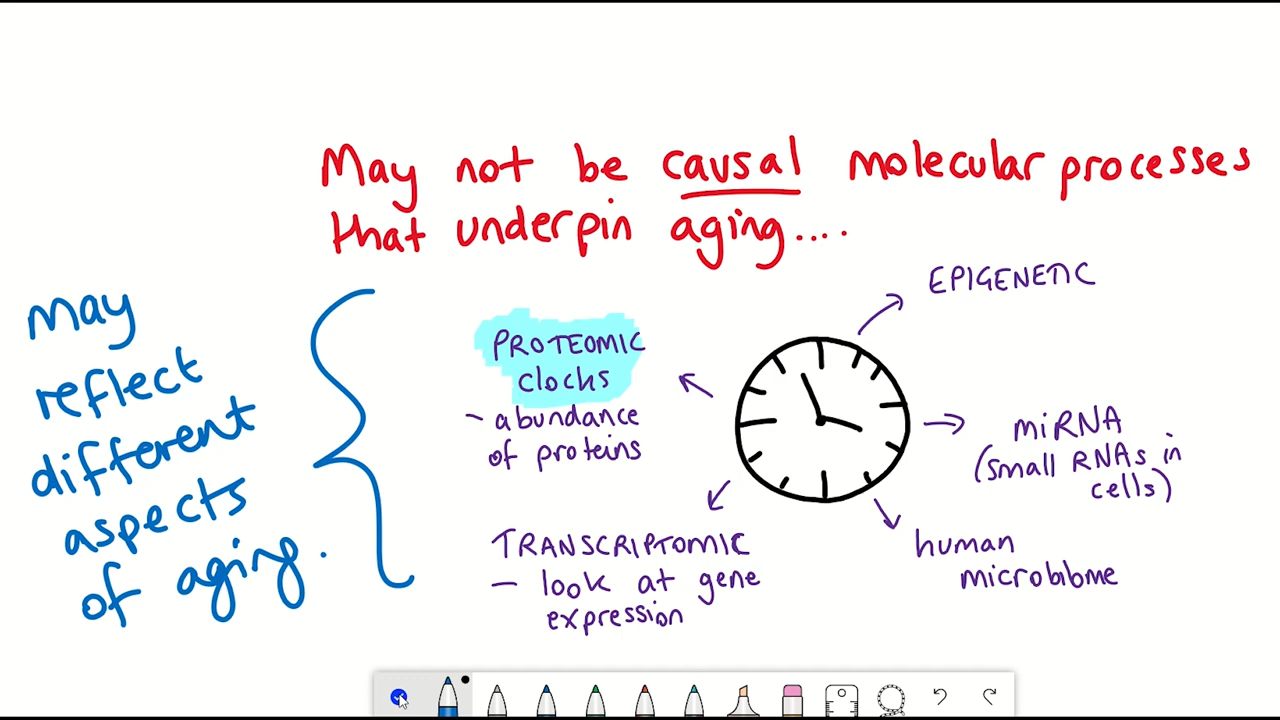 May not be causal molecular processes
that underpin aging....
may
reflect
different
aspects
of aging.
PROTEOMIC
clocks
- abundance
of proteins
TRANSCRIPTOMIC
- look at gene
expression
EPIGENETIC
miRNA
(small RNAs in
cells)
human
microbiome